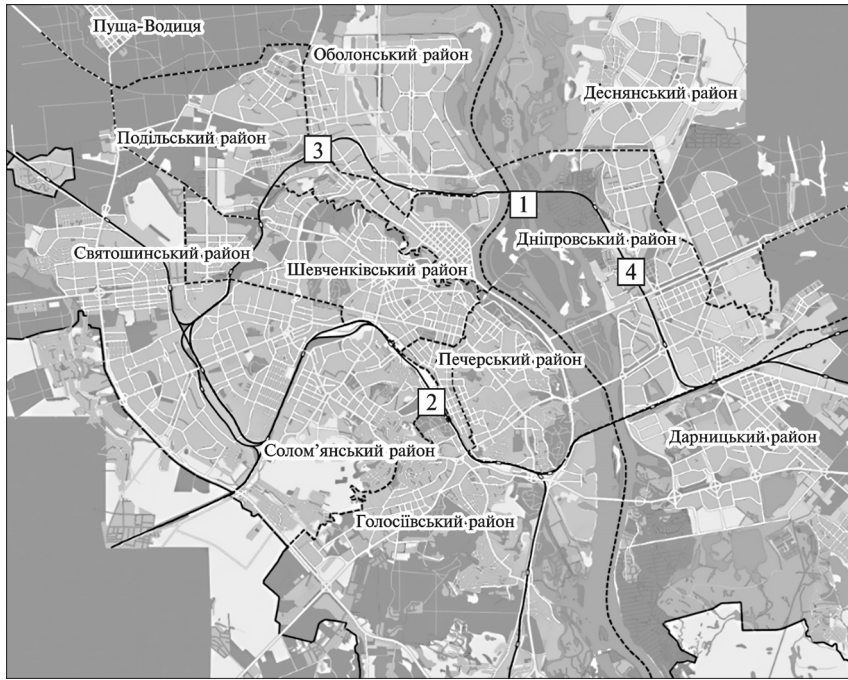 Пуща-Водиця
Оболонський район
Деснянський район
Подільський район
3
1
Святошинський район
Дніпровський район
Шевченківський район
4
Печерський район
2
Солом’янський район
Дарницький район
Голосіївський район